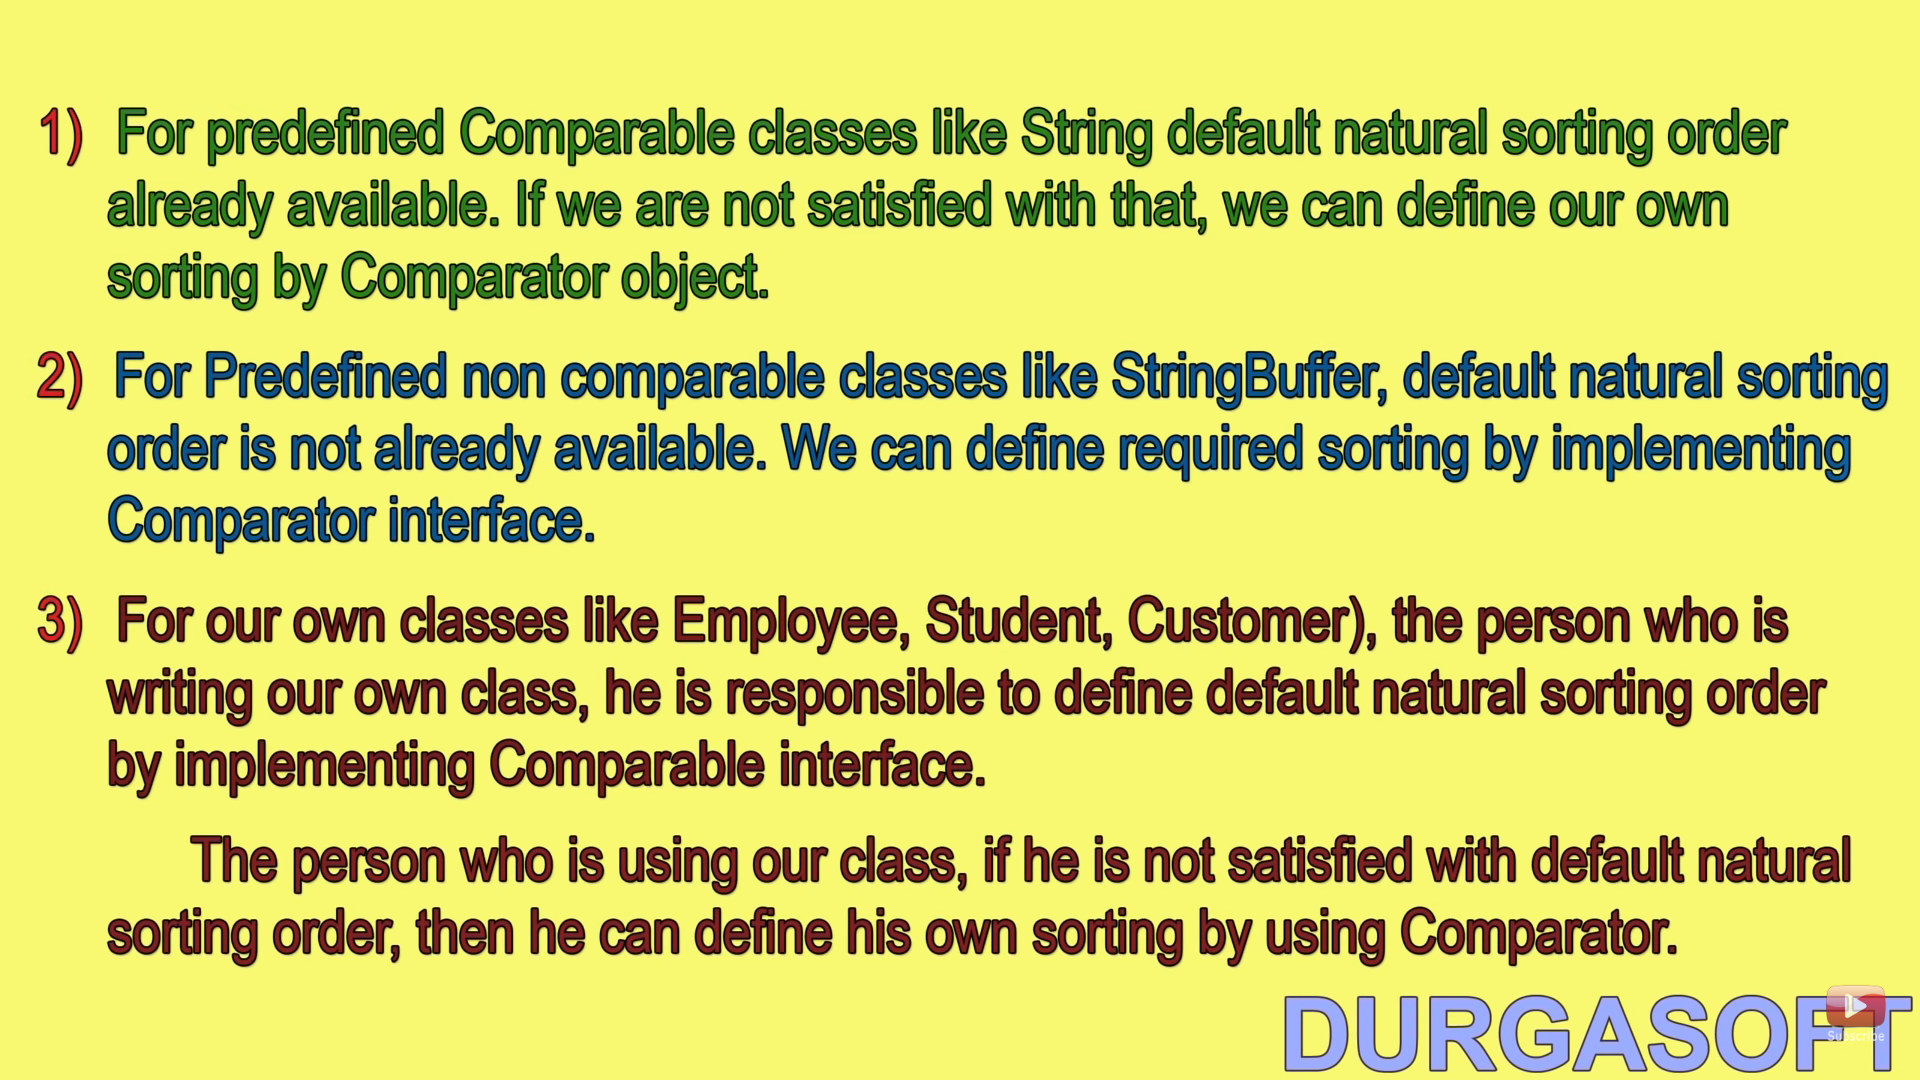 1) For predefined Comparable classes like String default natural sorting order
already available. If we are not satisfied with that, we can define our own
sorting by Comparator object.
2) For Predefined non comparable classes like StringBuffer, default natural sorting
order is not already available. We can define required sorting by implementing
Comparator interface.
3) For our own classes like Employee, Student, Customer), the person who is
writing our own class, he is responsible to define default natural sorting order
by implementing Comparable interface.
The person who is using our class, if he is not satisfied with default natural
sorting order, then he can define his own sorting by using Comparator.
DURGASOFT
Subscribe